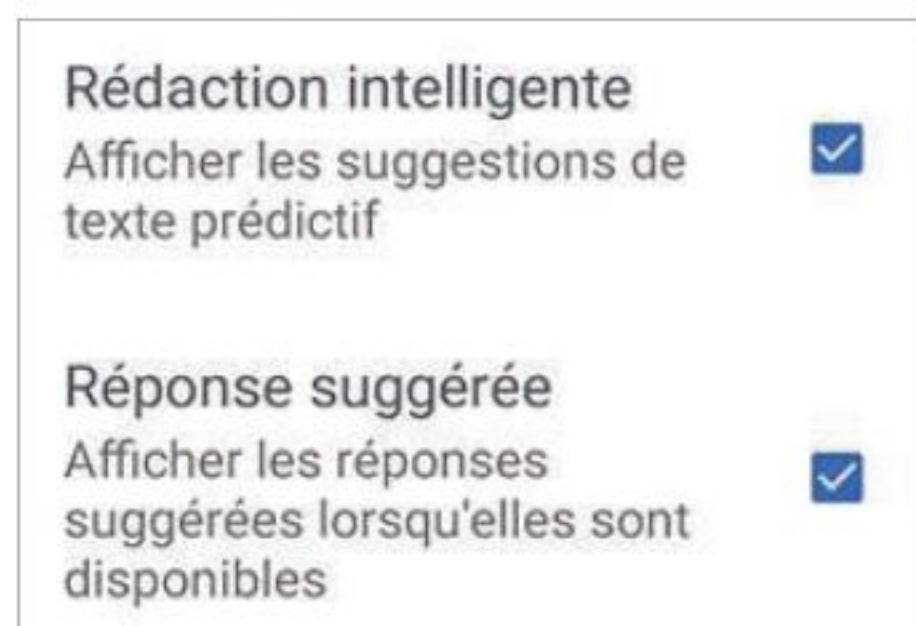 Rédaction intelligente
Afficher les suggestions de
texte prédictif
Réponse suggérée
Afficher les réponses
suggérées lorsqu'elles sont
disponibles